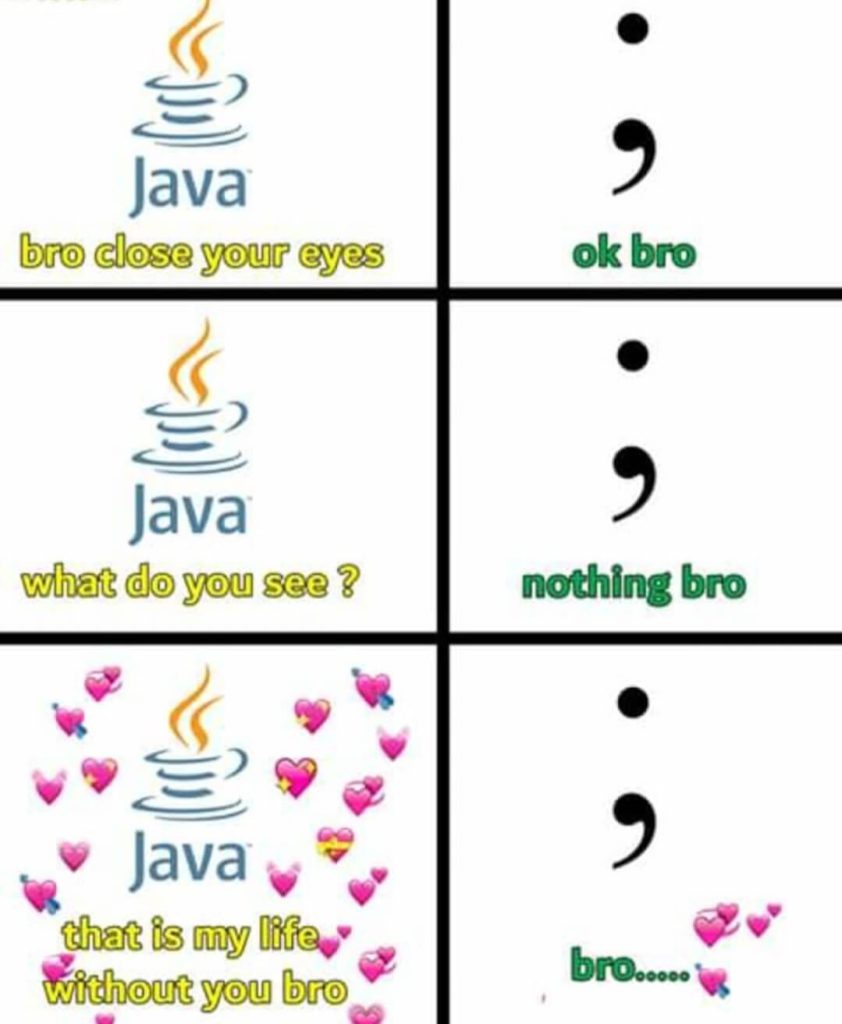 Java
bro close your eyes
;
ok bro
Java
what do you see ?
;
nothing bro
Java
that is my life
without you bro
;
bro.....